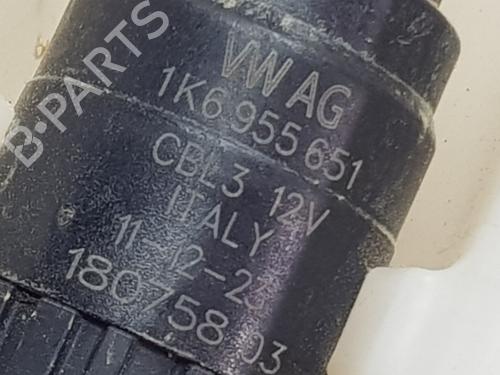 B-PARTS
VW AG
1K6 955 651
CBL3 12V
ITALY
11-12-23
180758 03